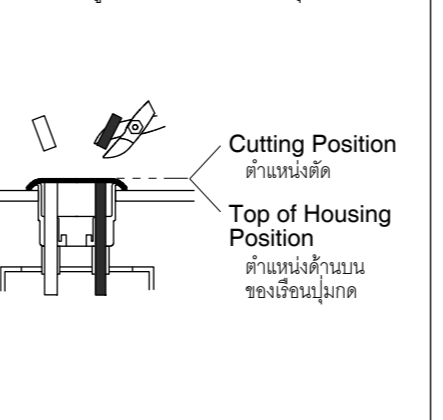 Cutting Position
ตำแหน่งตัด
Top of Housing
Position
ตำแหน่งด้านบน
ของเรือนปุ่มกด